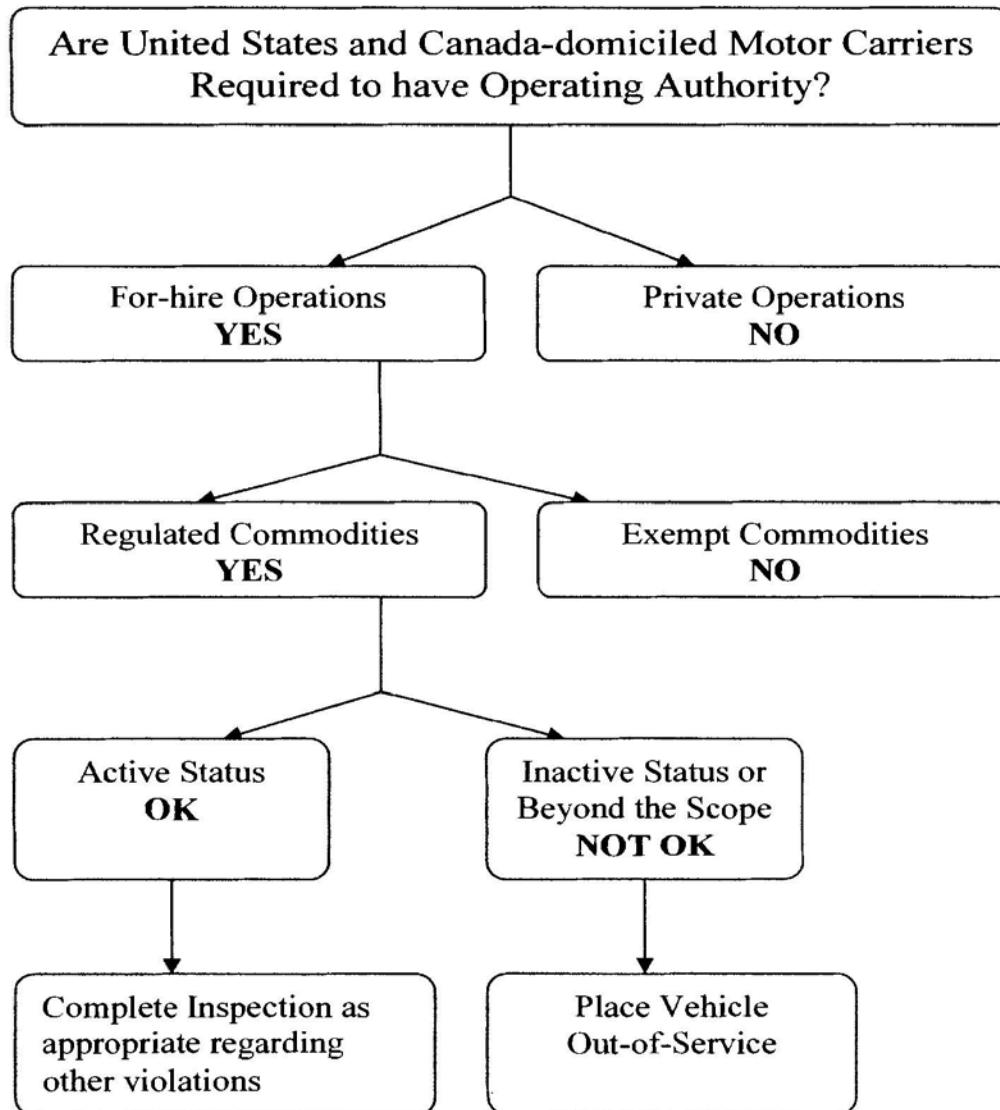 Are United States and Canada-domiciled Motor Carriers
Required to have Operating Authority?
For-hire Operations
YES
Private Operations
NO
Regulated Commodities
YES
Exempt Commodities
NO
Active Status
OK
Inactive Status or
Beyond the Scope
NOT OK
Complete Inspection as
appropriate regarding
other violations
Place Vehicle
Out-of-Service